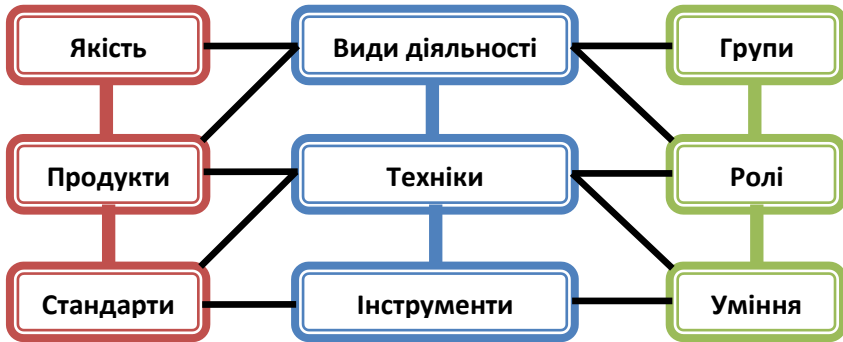 Якість
Види діяльності
Групи
Продукти
Техніки
Ролі
Стандарти
Інструменти
Уміння